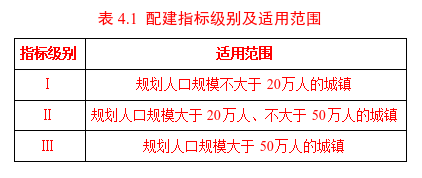 表 4.1 配建指标级别及适用范围
指标级别 适用范围
Ⅰ 规划人口规模不大于 20万人的城镇
Ⅱ 规划人口规模大于 20万人、不大于 50万人的城镇
Ⅲ 规划人口规模大于 50万人的城镇